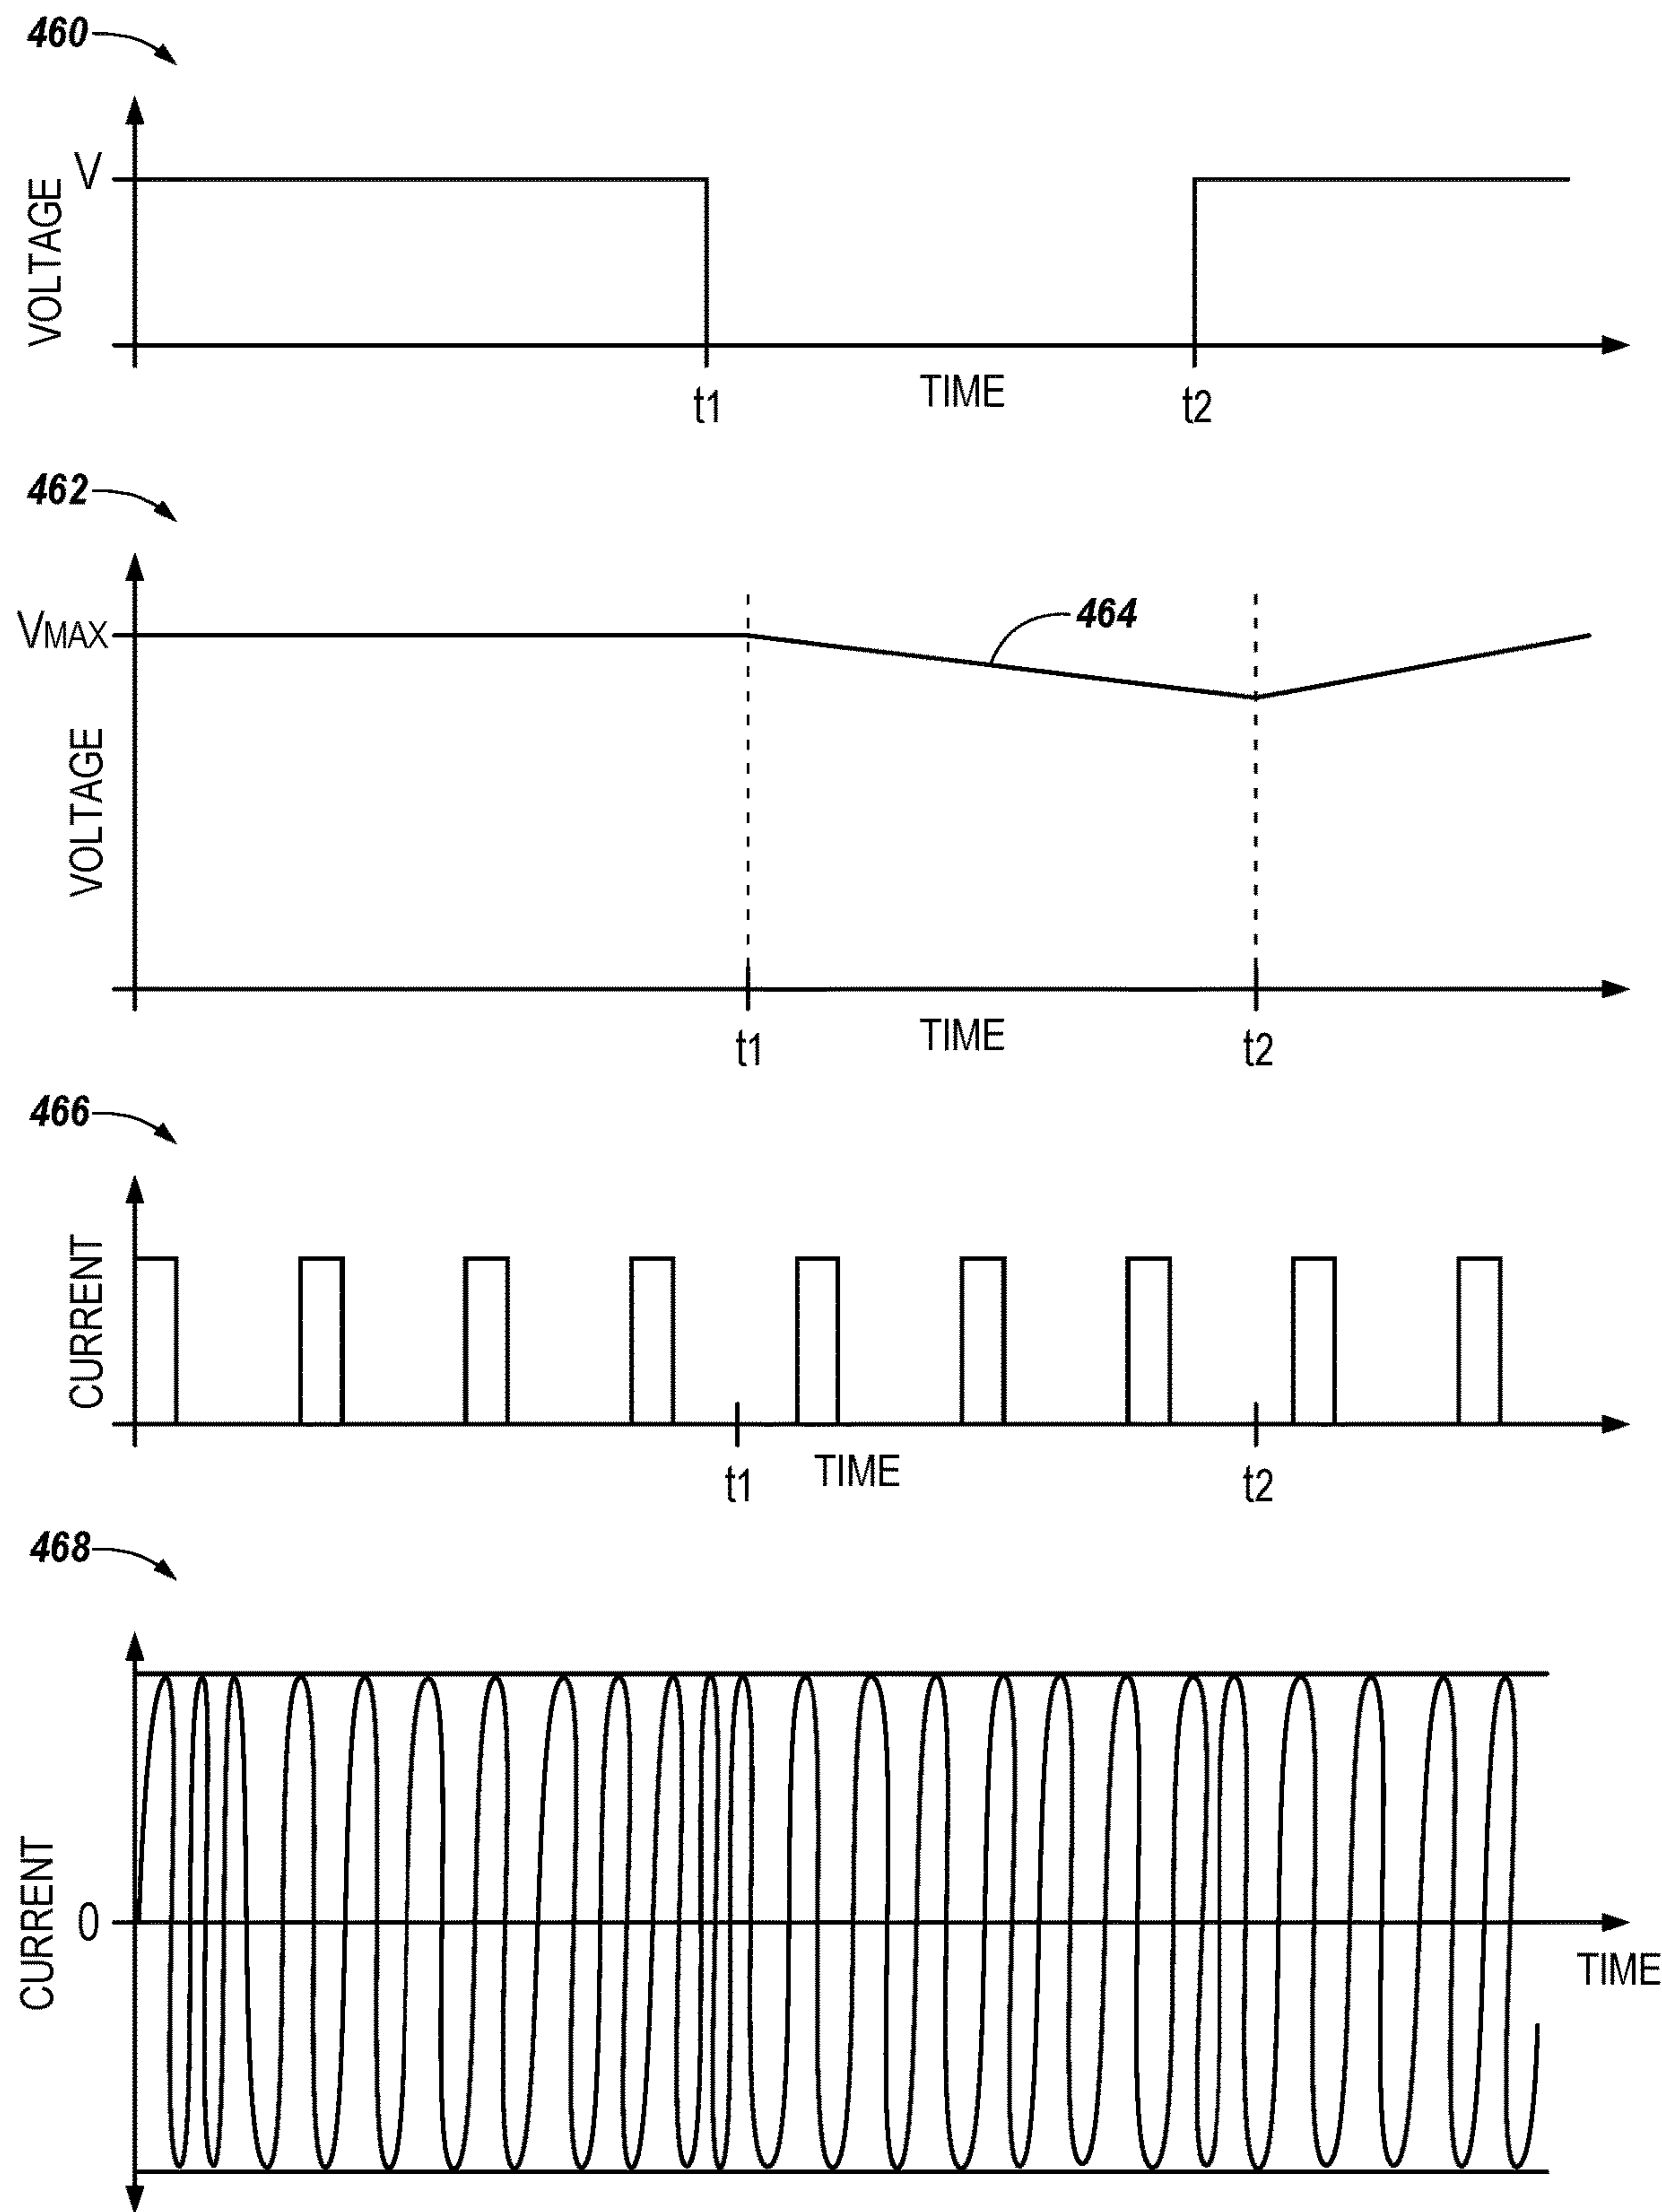 460
V
VOLTAGE
t1
TIME
t2
462
VMAX
464
VOLTAGE
t1
TIME
t2
466
CURRENT
t1
TIME
t2
468
CURRENT
0
TIME